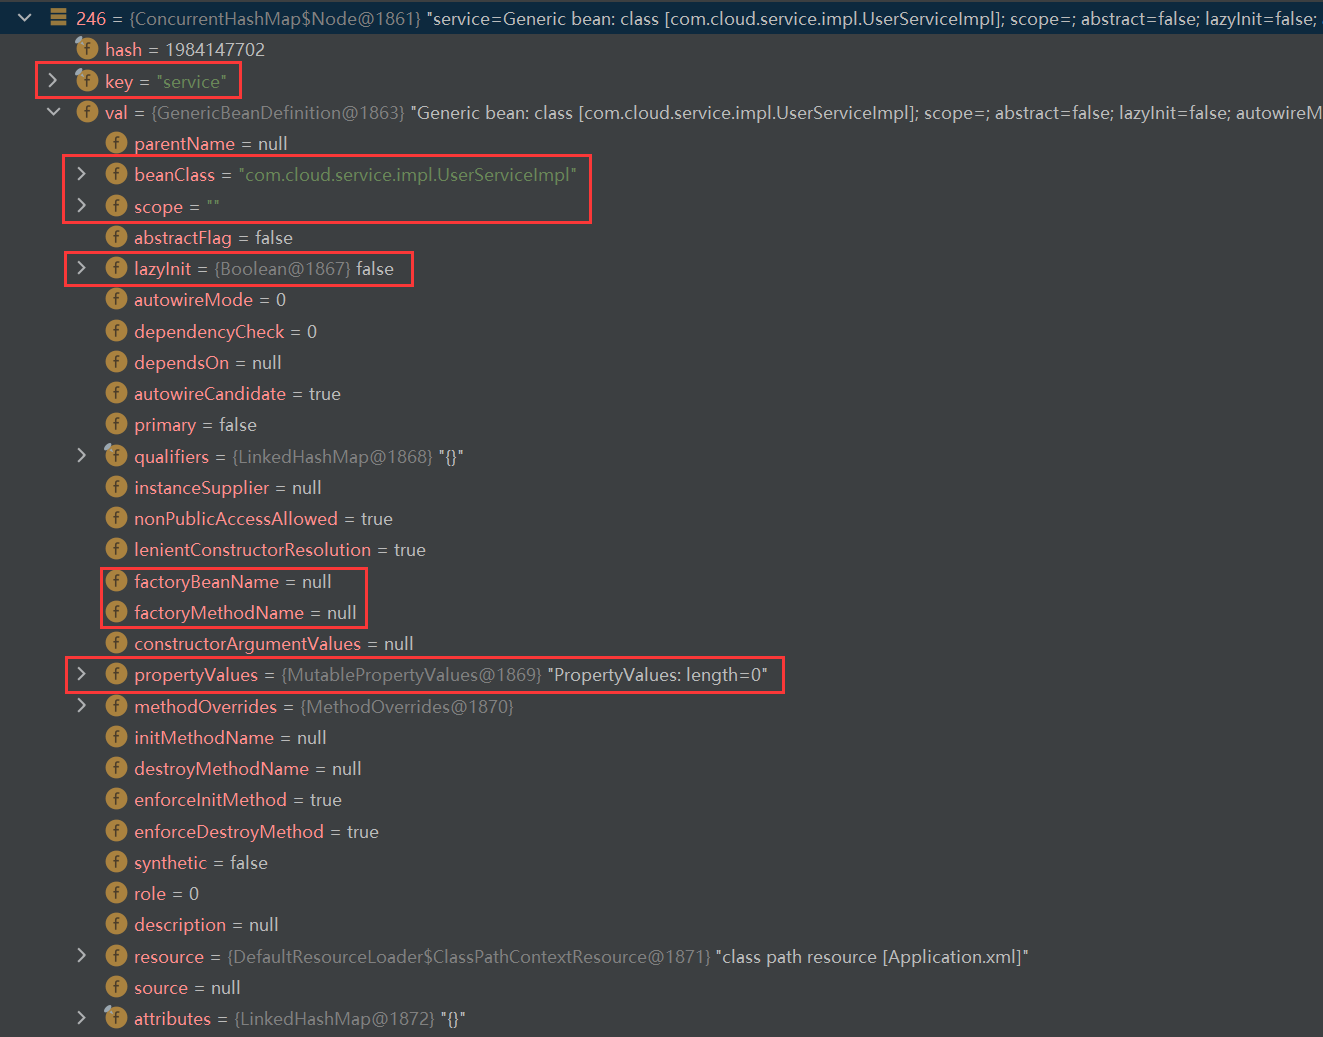 246 = {ConcurrentHashMap$Node@1861} "service=Generic bean: class [com.cloud.service.impl.UserServiceImpl]; scope=; abstract=false; lazyInit=false;
f hash = 1984147702
f key = "service"
f val = {GenericBeanDefinition@1863} "Generic bean: class [com.cloud.service.impl.UserServiceImpl]; scope=; abstract=false; lazyInit=false; autowireM
f parentName = null
f beanClass = "com.cloud.service.impl.UserServiceImpl"
f scope = ""
f abstractFlag = false
f lazyInit = {Boolean@1867} false
f autowireMode = 0
f dependencyCheck = 0
f dependsOn = null
f autowireCandidate = true
f primary = false
f qualifiers = {LinkedHashMap@1868} "{}"
f instanceSupplier = null
f nonPublicAccessAllowed = true
f lenientConstructorResolution = true
f factoryBeanName = null
f factoryMethodName = null
f constructorArgumentValues = null
f propertyValues = {MutablePropertyValues@1869} "PropertyValues: length=0"
f methodOverrides = {MethodOverrides@1870}
f initMethodName = null
f destroyMethodName = null
f enforceInitMethod = true
f enforceDestroyMethod = true
f synthetic = false
f role = 0
f description = null
f resource = {DefaultResourceLoader$ClassPathContextResource@1871} "class path resource [Application.xml]"
f source = null
f attributes = {LinkedHashMap@1872} "{}"